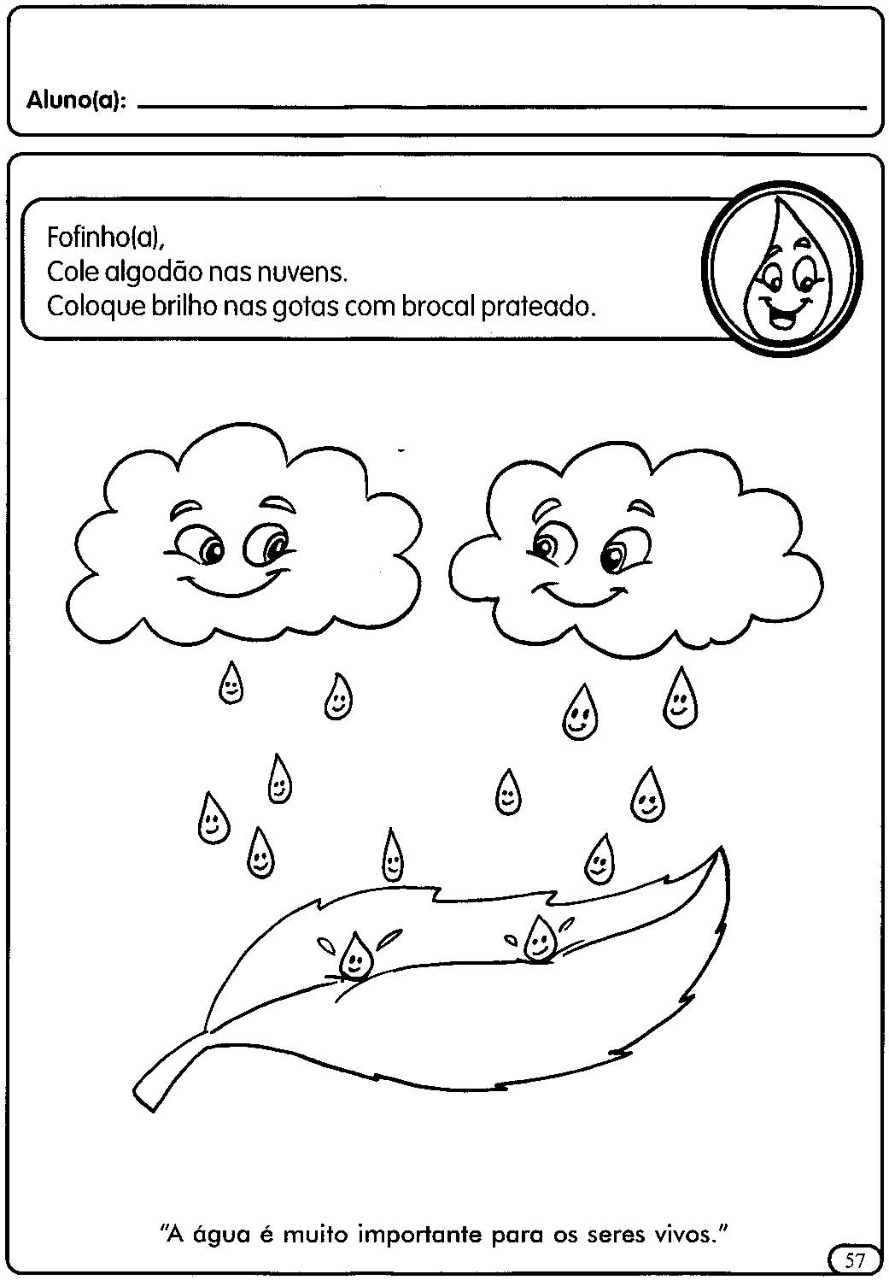 Aluno(a):
Fofinho(a),
Cole algodão nas nuvens.
Coloque brilho nas gotas com brocal prateado.
"A água é muito importante para os seres vivos."
57